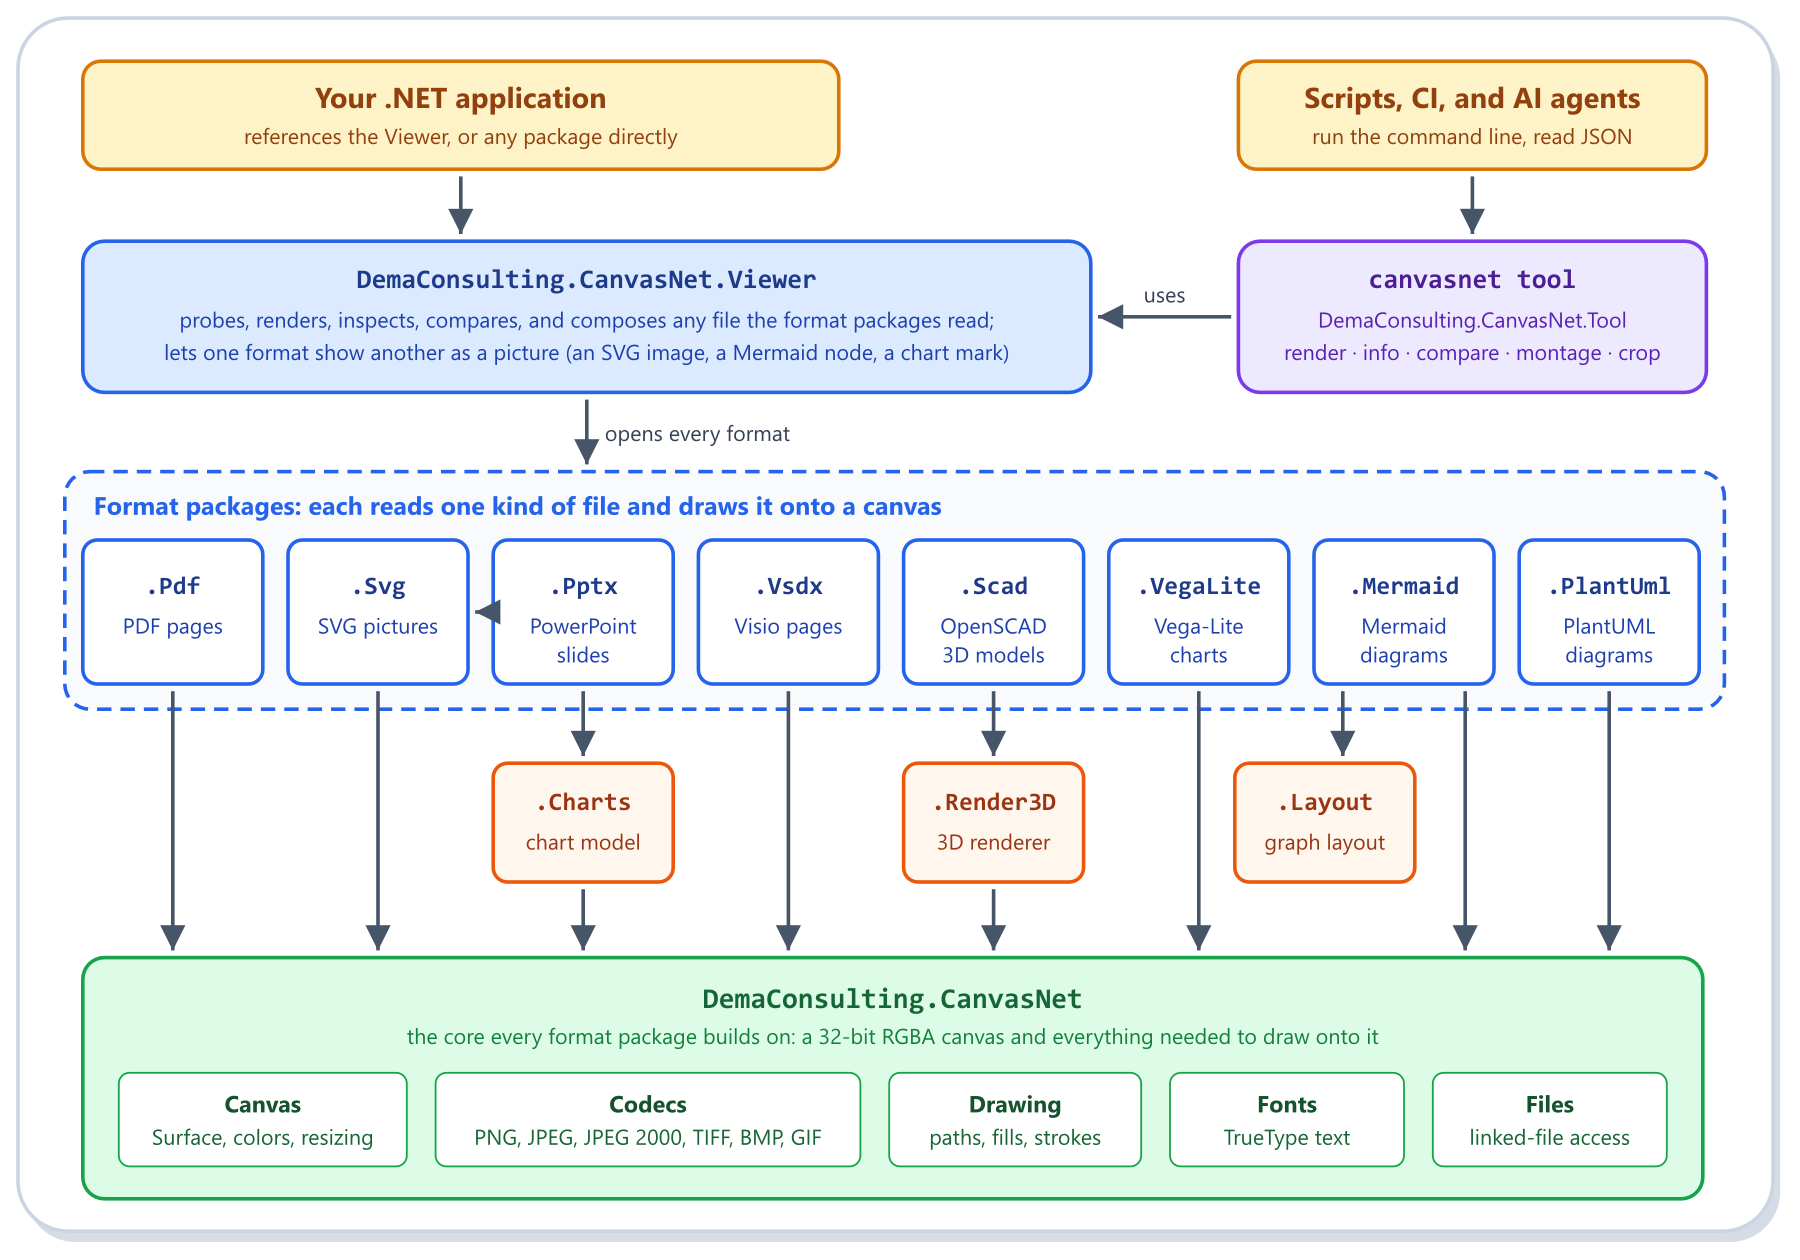 Your .NET application
references the Viewer, or any package directly
Scripts, CI, and AI agents
run the command line, read JSON
DemaConsulting.CanvasNet.Viewer
probes, renders, inspects, compares, and composes any file the format packages read;
lets one format show another as a picture (an SVG image, a Mermaid node, a chart mark)
uses
canvasnet tool
DemaConsulting.CanvasNet.Tool
render · info · compare · montage · crop
opens every format
Format packages: each reads one kind of file and draws it onto a canvas
.Pdf
PDF pages
.Svg
SVG pictures
.Pptx
PowerPoint
slides
.Vsdx
Visio pages
.Scad
OpenSCAD
3D models
.VegaLite
Vega-Lite
charts
.Mermaid
Mermaid
diagrams
.PlantUml
PlantUML
diagrams
.Charts
chart model
.Render3D
3D renderer
.Layout
graph layout
DemaConsulting.CanvasNet
the core every format package builds on: a 32-bit RGBA canvas and everything needed to draw onto it
Canvas
Surface, colors, resizing
Codecs
PNG, JPEG, JPEG 2000, TIFF, BMP, GIF
Drawing
paths, fills, strokes
Fonts
TrueType text
Files
linked-file access